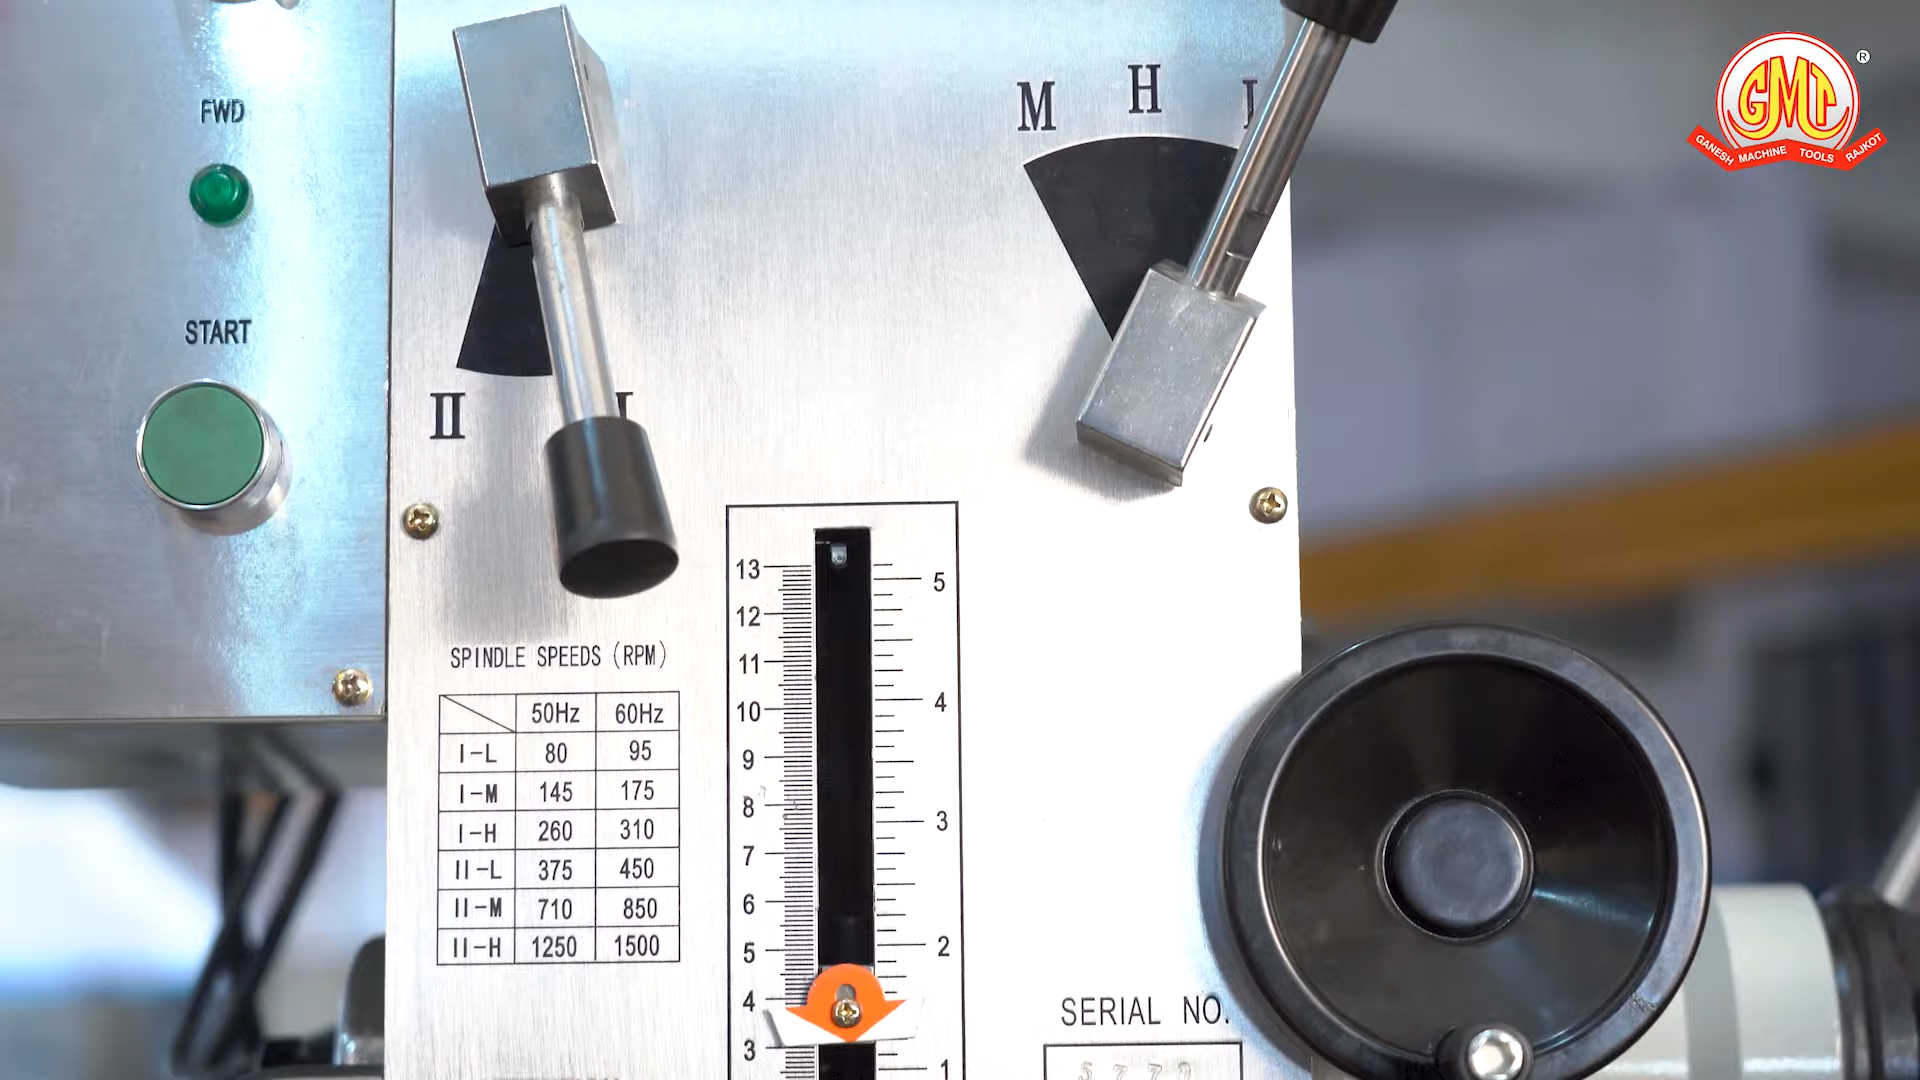 FWD
START
M H
II I
SPINDLE SPEEDS (RPM)
50Hz 60Hz
I-L 80 95
I-M 145 175
I-H 260 310
II-L 375 450
II-M 710 850
II-H 1250 1500
13
12
11
10
9
8
7
6
5
4
3
5
4
3
2
1
SERIAL NO.
GMT
®
GANESH MACHINE TOOLS RAJKOT